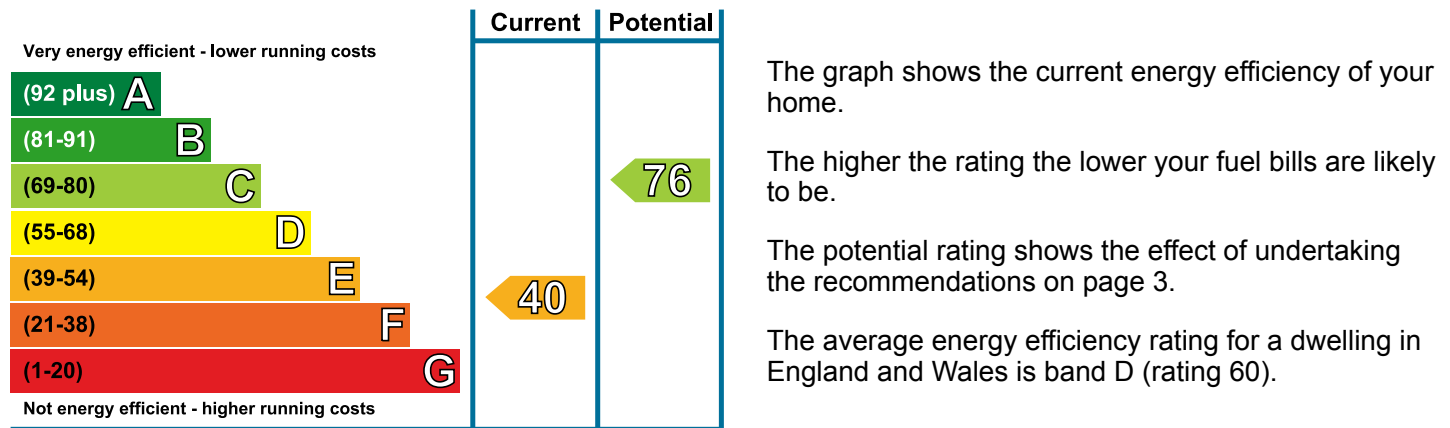 Current Potential
Very energy efficient - lower running costs
(92 plus) A
(81-91) B
(69-80) C
76
(55-68) D
(39-54) E
40
(21-38) F
(1-20) G
Not energy efficient - higher running costs
The graph shows the current energy efficiency of your
home.
The higher the rating the lower your fuel bills are likely
to be.
The potential rating shows the effect of undertaking
the recommendations on page 3.
The average energy efficiency rating for a dwelling in
England and Wales is band D (rating 60).